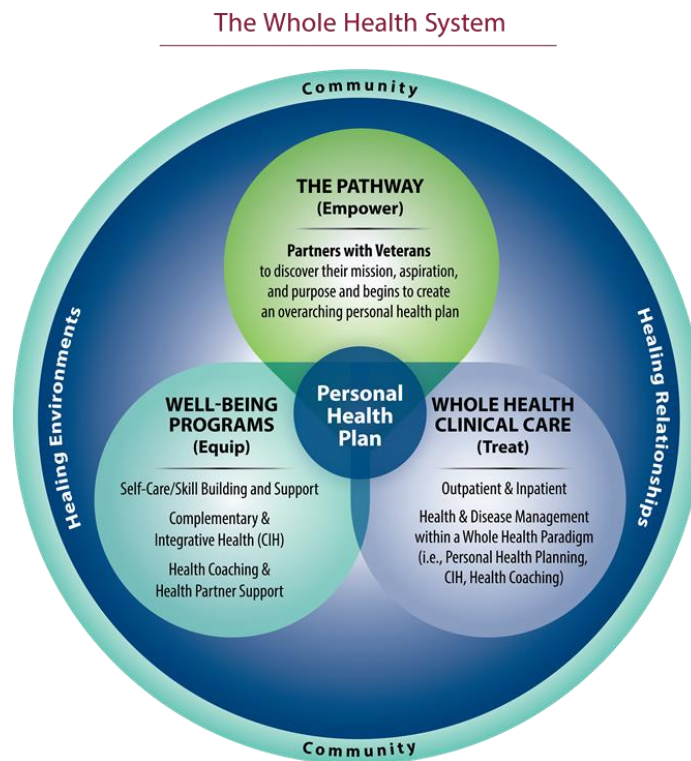 The Whole Health System
Community
THE PATHWAY
(Empower)
Partners with Veterans
to discover their mission, aspiration,
and purpose and begins to create
an overarching personal health plan
Healing Environments
Healing Relationships
Personal
Health
Plan
WELL-BEING
PROGRAMS
(Equip)
Self-Care/Skill Building and Support
Complementary &
Integrative Health (CIH)
Health Coaching &
Health Partner Support
WHOLE HEALTH
CLINICAL CARE
(Treat)
Outpatient & Inpatient
Health & Disease Management
within a Whole Health Paradigm
(i.e., Personal Health Planning,
CIH, Health Coaching)
Community